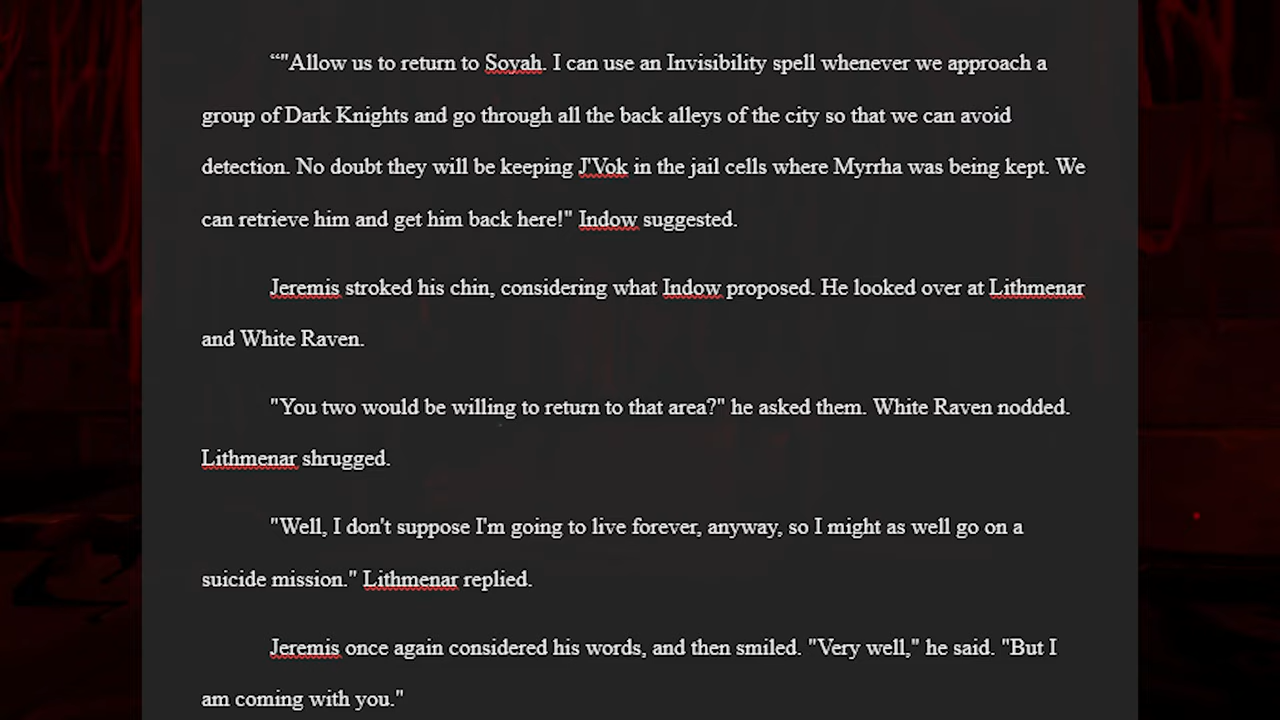 “"Allow us to return to Soyah. I can use an Invisibility spell whenever we approach a
group of Dark Knights and go through all the back alleys of the city so that we can avoid
detection. No doubt they will be keeping J'Vok in the jail cells where Myrrha was being kept. We
can retrieve him and get him back here!" Indow suggested.
Jeremis stroked his chin, considering what Indow proposed. He looked over at Lithmenar
and White Raven.
"You two would be willing to return to that area?" he asked them. White Raven nodded.
Lithmenar shrugged.
"Well, I don't suppose I'm going to live forever, anyway, so I might as well go on a
suicide mission." Lithmenar replied.
Jeremis once again considered his words, and then smiled. "Very well," he said. "But I
am coming with you."